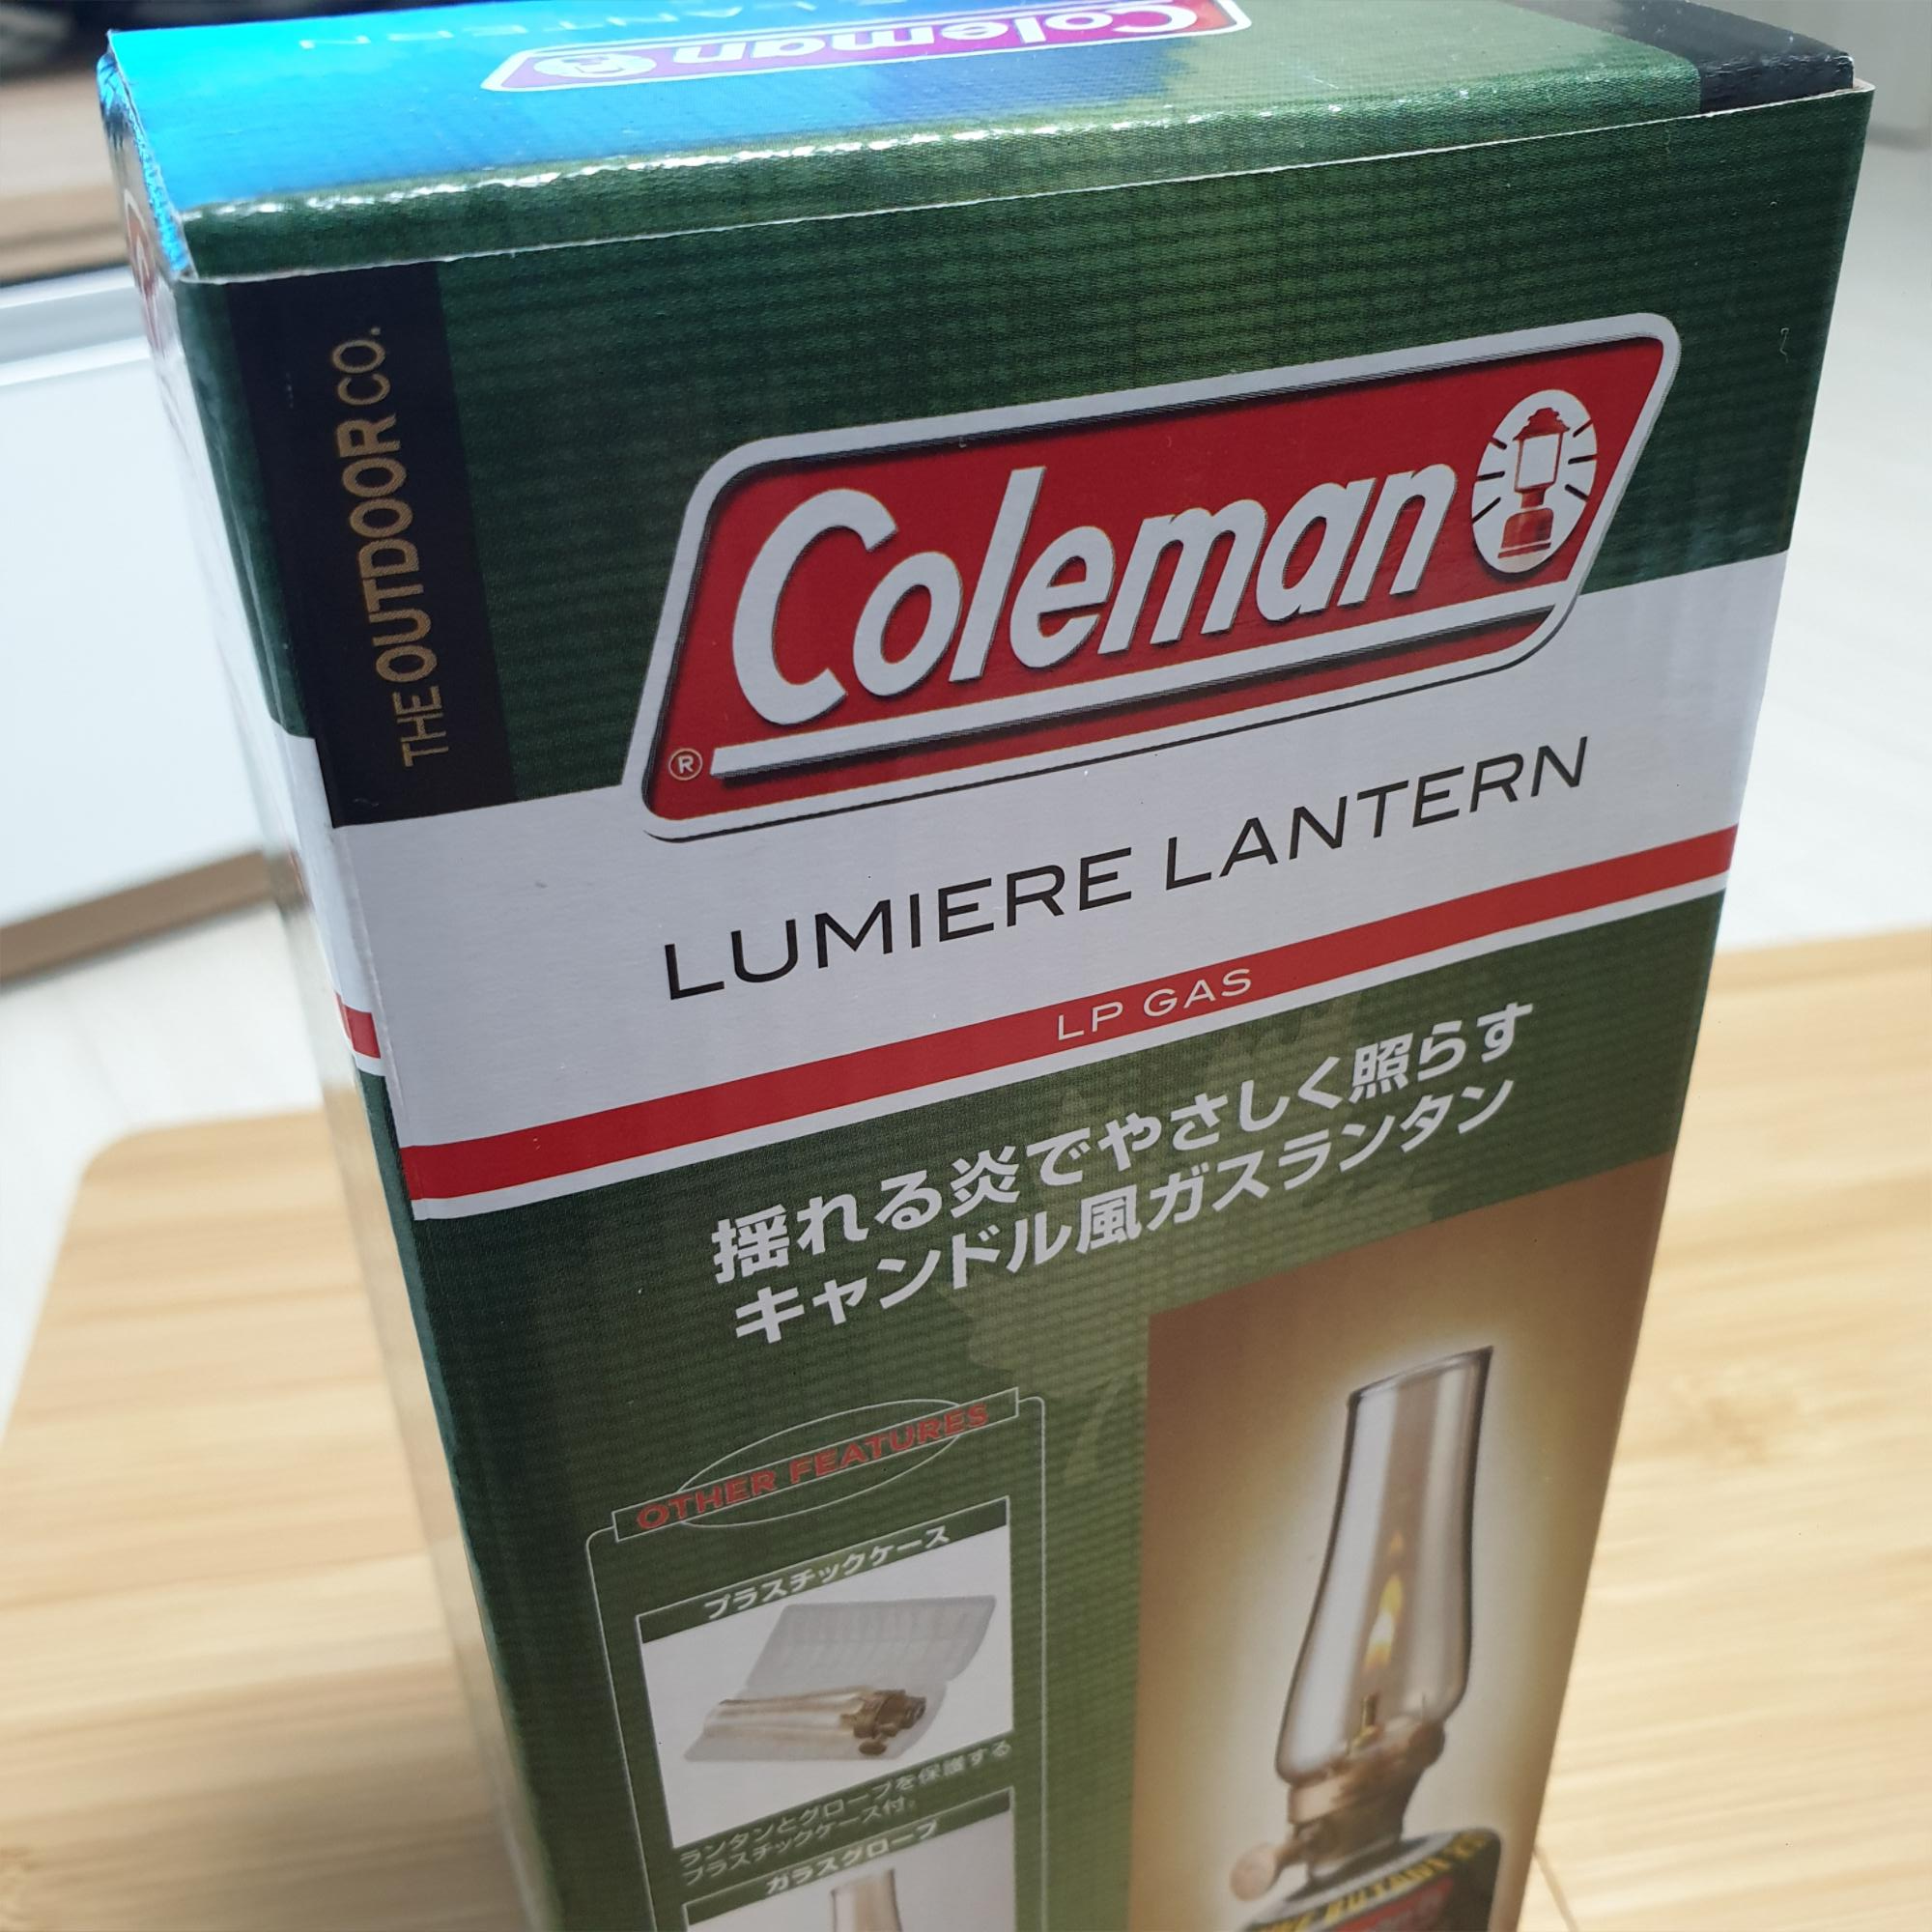 Coleman
THE OUTDOOR CO.
Coleman
®
LUMIERE LANTERN
LP GAS
揺れる炎でやさしく照らす
キャンドル風ガスランタン
OTHER FEATURES
プラスチックケース
ランタンとグローブを保護する
プラスチックケース付。
ガラスグローブ